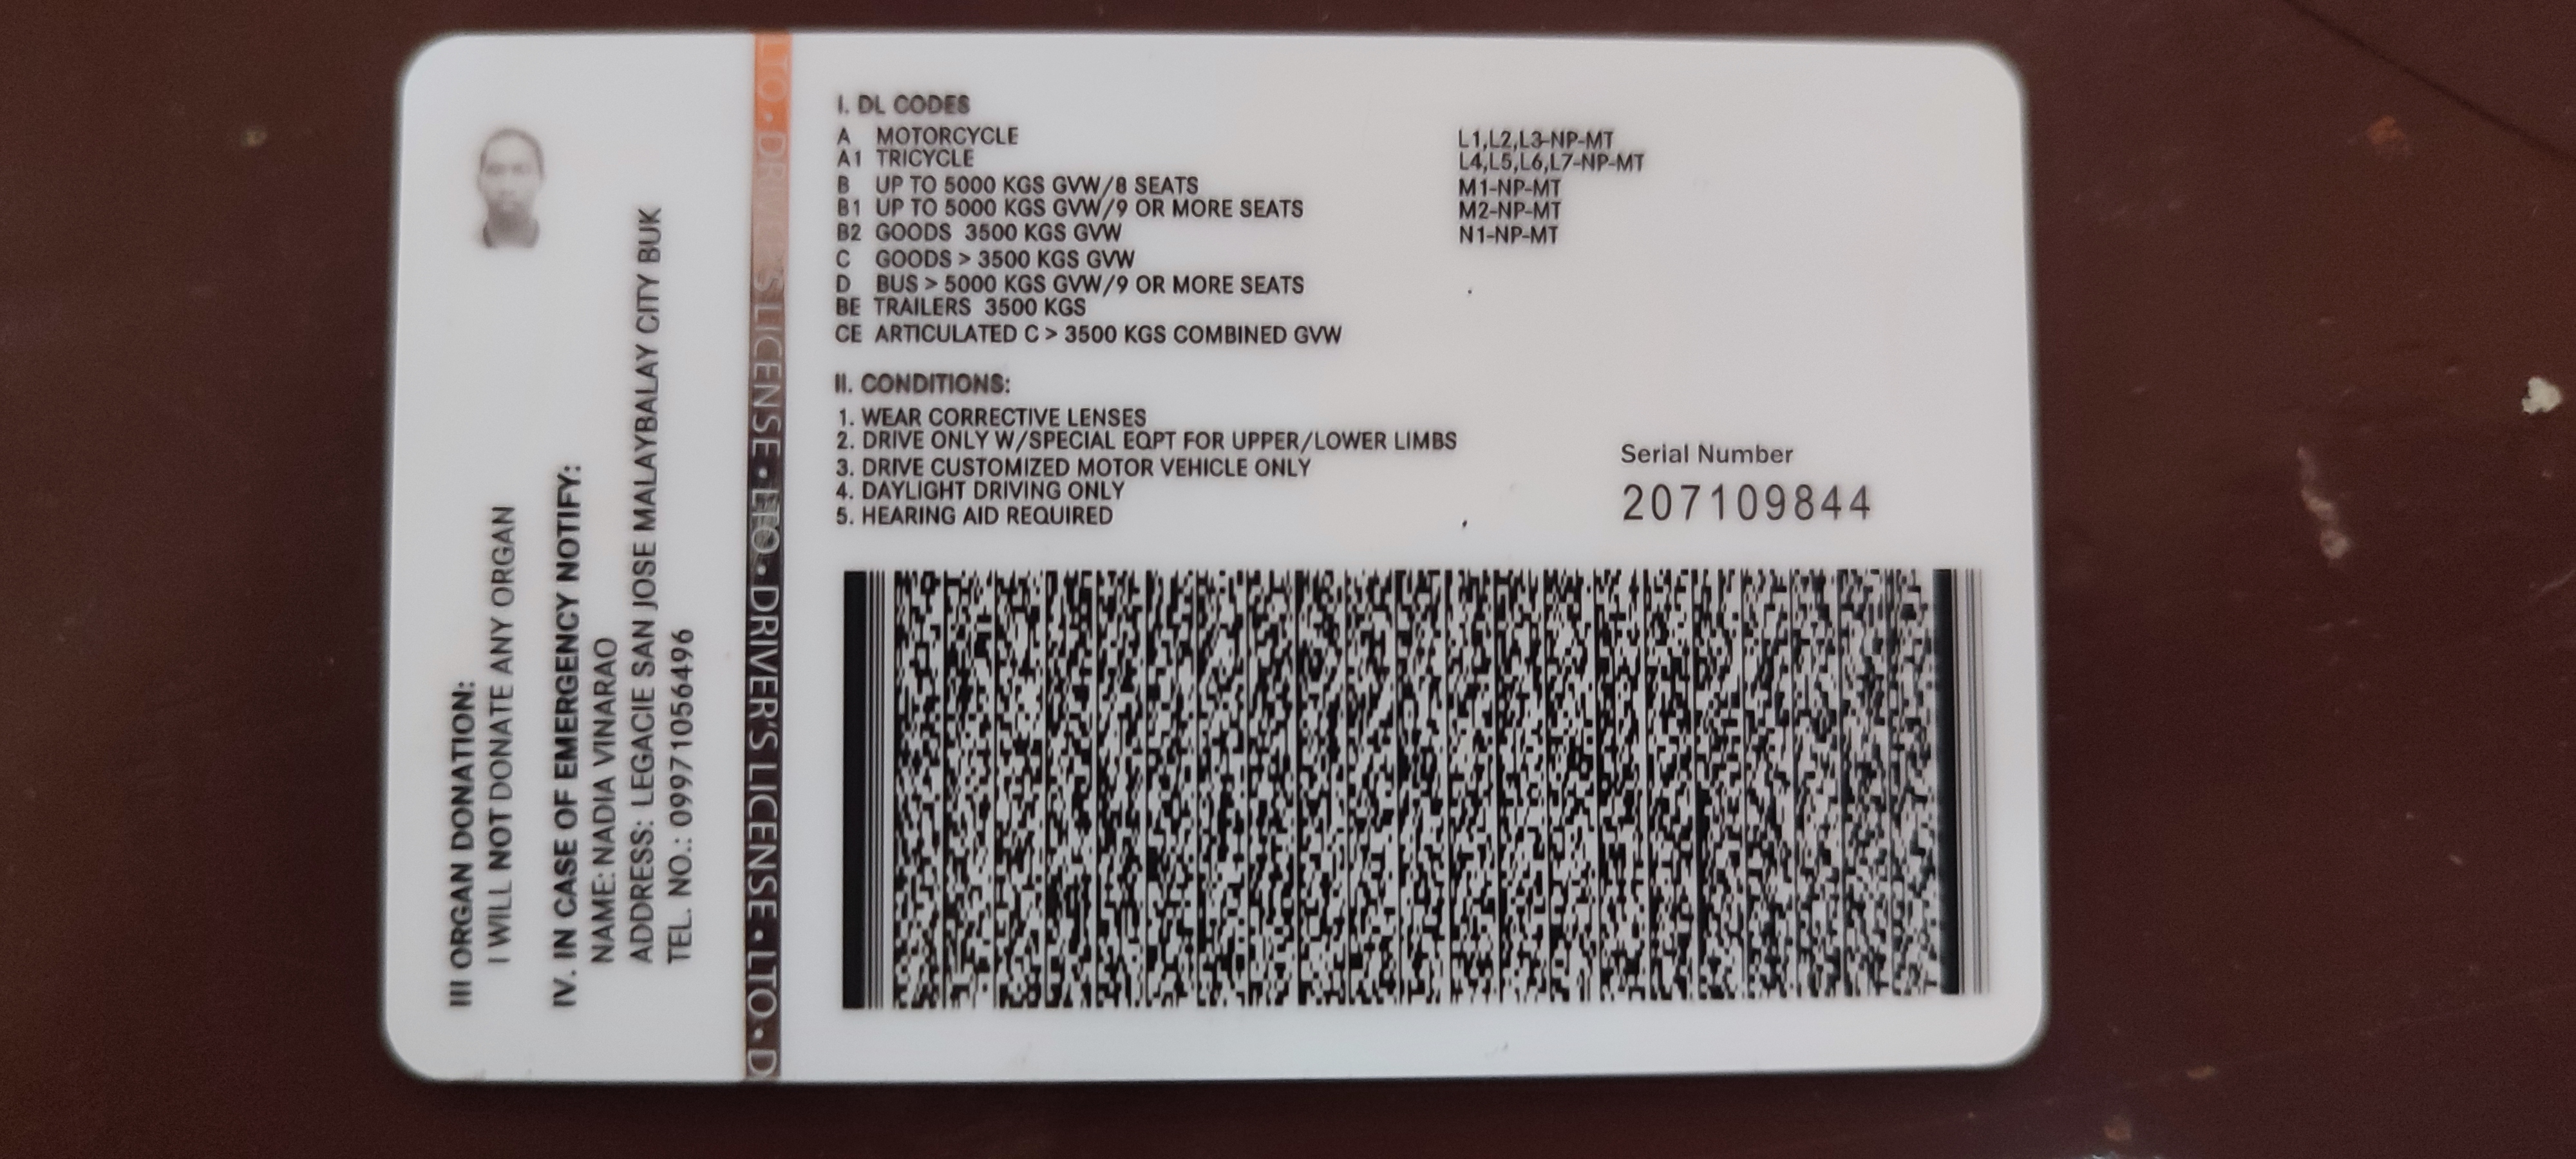 I. DL CODES
A MOTORCYCLE L1,L2,L3-NP-MT
A1 TRICYCLE L4,L5,L6,L7-NP-MT
B UP TO 5000 KGS GVW/8 SEATS M1-NP-MT
B1 UP TO 5000 KGS GVW/9 OR MORE SEATS M2-NP-MT
B2 GOODS 3500 KGS GVW N1-NP-MT
C GOODS > 3500 KGS GVW
D BUS > 5000 KGS GVW/9 OR MORE SEATS
BE TRAILERS 3500 KGS
CE ARTICULATED C > 3500 KGS COMBINED GVW
II. CONDITIONS:
1. WEAR CORRECTIVE LENSES
2. DRIVE ONLY W/SPECIAL EQPT FOR UPPER/LOWER LIMBS
3. DRIVE CUSTOMIZED MOTOR VEHICLE ONLY
4. DAYLIGHT DRIVING ONLY
5. HEARING AID REQUIRED
Serial Number
207109844
LTO • DRIVER'S LICENSE • LTO • DRIVER'S LICENSE • LTO • D
III ORGAN DONATION:
I WILL NOT DONATE ANY ORGAN
IV. IN CASE OF EMERGENCY NOTIFY:
NAME: NADIA VINARAO
ADDRESS: LEGACIE SAN JOSE MALAYBALAY CITY BUK
TEL. NO.: 09971056496